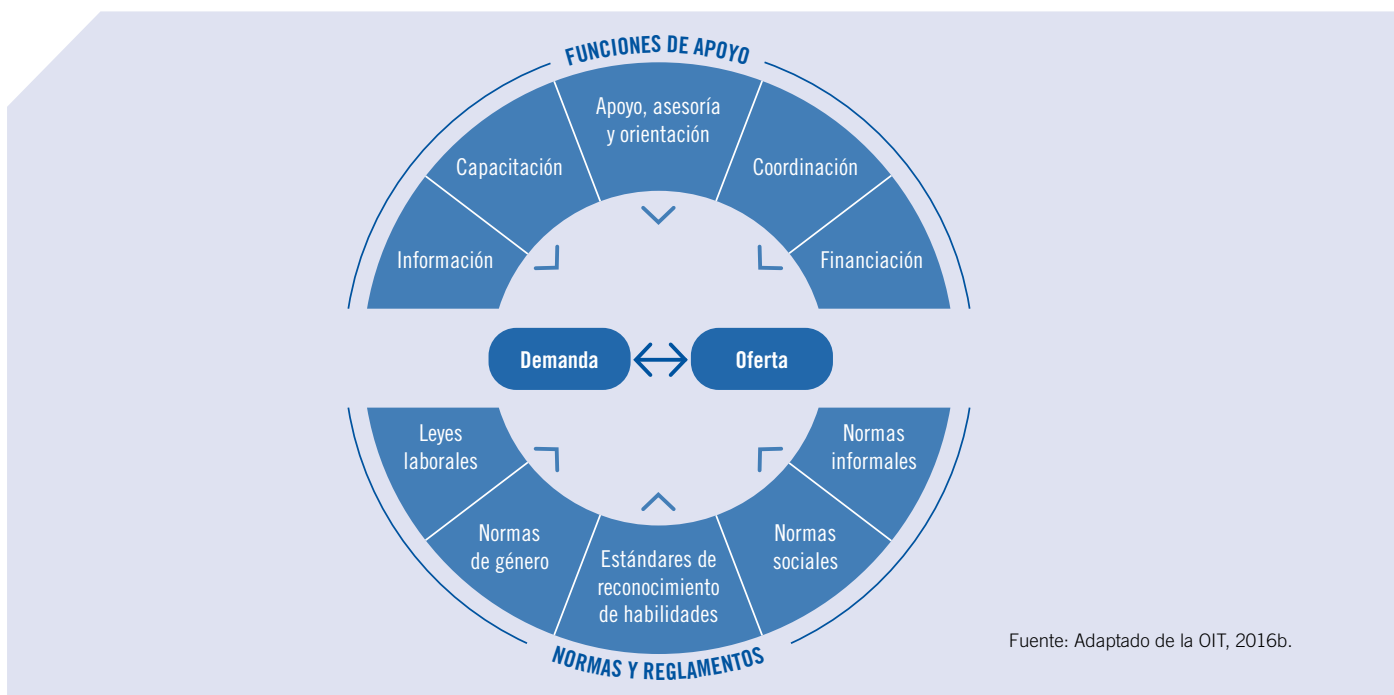 FUNCIONES DE APOYO
Información
Capacitación
Apoyo, asesoría
y orientación
Coordinación
Financiación
Demanda
Oferta
Leyes
laborales
Normas
de género
Estándares de
reconocimiento
de habilidades
Normas
sociales
Normas
informales
NORMAS Y REGLAMENTOS
Fuente: Adaptado de la OIT, 2016b.